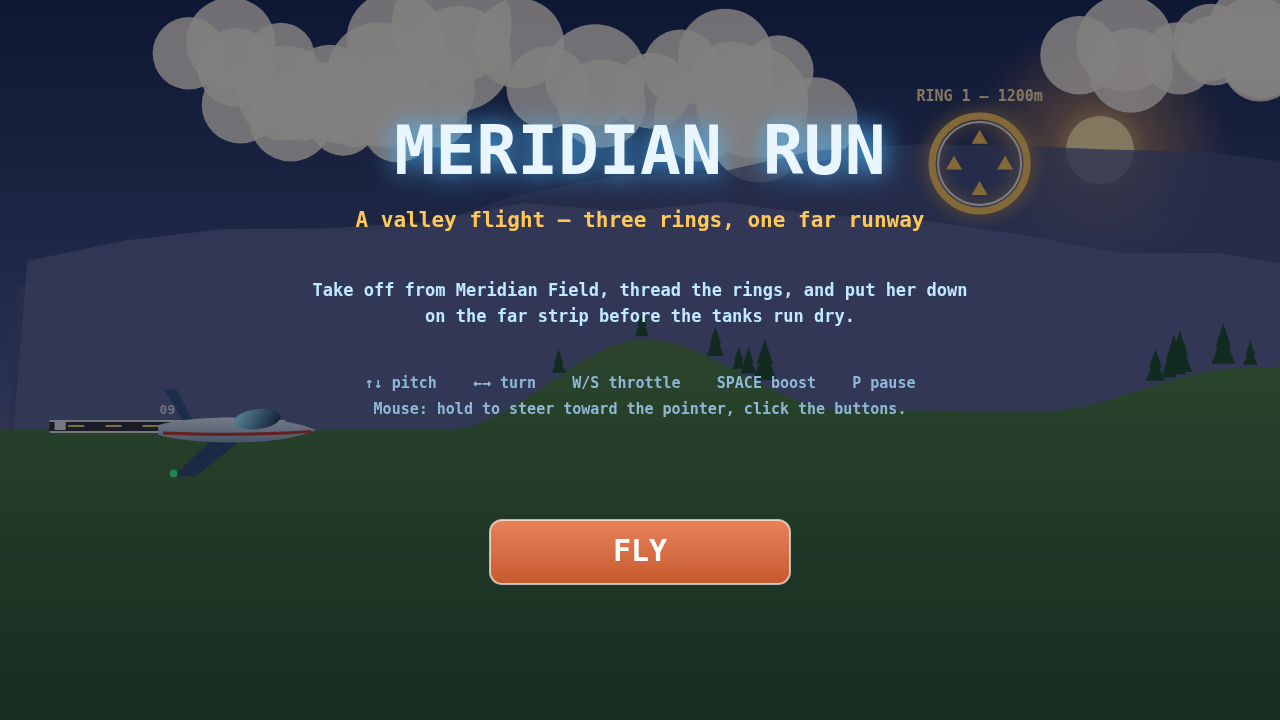 RING 1 — 1200m
MERIDIAN RUN
A valley flight — three rings, one far runway
Take off from Meridian Field, thread the rings, and put her down
on the far strip before the tanks run dry.
↑↓ pitch ←→ turn W/S throttle SPACE boost P pause
Mouse: hold to steer toward the pointer, click the buttons.
09
FLY